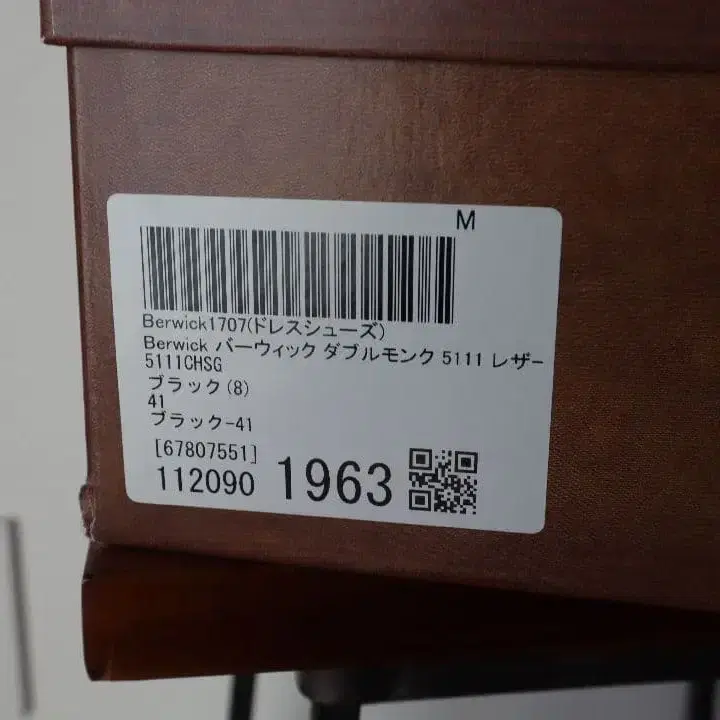 M
Berwick1707(ドレスシューズ)
Berwick バーウィック ダブルモンク 5111 レザー
5111CHSG
ブラック(8)
41
ブラック-41
[67807551]
112090 1963